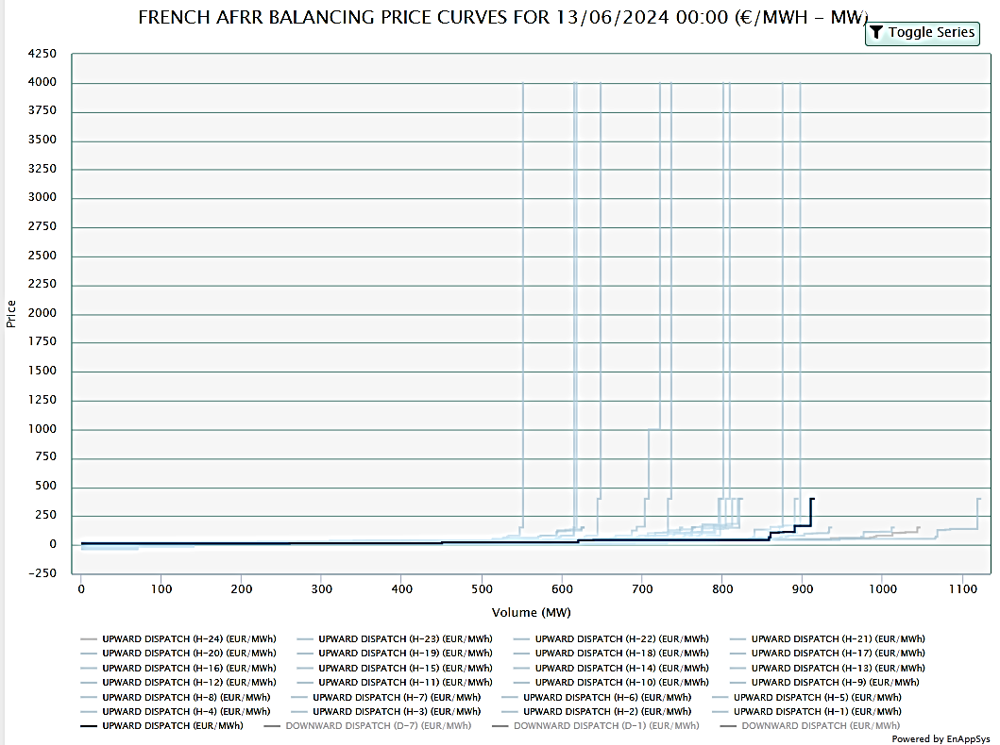 FRENCH AFRR BALANCING PRICE CURVES FOR 13/06/2024 00:00 (€/MWH - MW)
Toggle Series
4250
4000
3750
3500
3250
3000
2750
2500
2250
2000
1750
1500
1250
1000
750
500
250
0
-250
Price
0 100 200 300 400 500 600 700 800 900 1000 1100
Volume (MW)
UPWARD DISPATCH (H-24) (EUR/MWh) UPWARD DISPATCH (H-23) (EUR/MWh) UPWARD DISPATCH (H-22) (EUR/MWh) UPWARD DISPATCH (H-21) (EUR/MWh)
UPWARD DISPATCH (H-20) (EUR/MWh) UPWARD DISPATCH (H-19) (EUR/MWh) UPWARD DISPATCH (H-18) (EUR/MWh) UPWARD DISPATCH (H-17) (EUR/MWh)
UPWARD DISPATCH (H-16) (EUR/MWh) UPWARD DISPATCH (H-15) (EUR/MWh) UPWARD DISPATCH (H-14) (EUR/MWh) UPWARD DISPATCH (H-13) (EUR/MWh)
UPWARD DISPATCH (H-12) (EUR/MWh) UPWARD DISPATCH (H-11) (EUR/MWh) UPWARD DISPATCH (H-10) (EUR/MWh) UPWARD DISPATCH (H-9) (EUR/MWh)
UPWARD DISPATCH (H-8) (EUR/MWh) UPWARD DISPATCH (H-7) (EUR/MWh) UPWARD DISPATCH (H-6) (EUR/MWh) UPWARD DISPATCH (H-5) (EUR/MWh)
UPWARD DISPATCH (H-4) (EUR/MWh) UPWARD DISPATCH (H-3) (EUR/MWh) UPWARD DISPATCH (H-2) (EUR/MWh) UPWARD DISPATCH (H-1) (EUR/MWh)
UPWARD DISPATCH (EUR/MWh) DOWNWARD DISPATCH (D-7) (EUR/MWh) DOWNWARD DISPATCH (D-1) (EUR/MWh) DOWNWARD DISPATCH (EUR/MWh)
Powered by EnAppSys